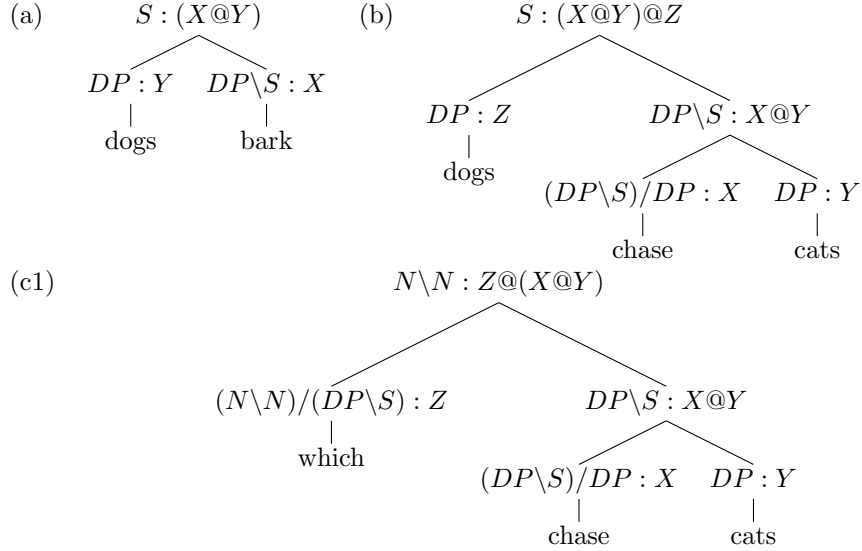 (a) S : (X@Y) (b) S : (X@Y)@Z
DP : Y DP\S : X
dogs bark
DP : Z DP\S : X@Y
dogs
(DP\S)/DP : X DP : Y
chase cats
(c1) N\N : Z@(X@Y)
(N\N)/(DP\S) : Z DP\S : X@Y
which
(DP\S)/DP : X DP : Y
chase cats